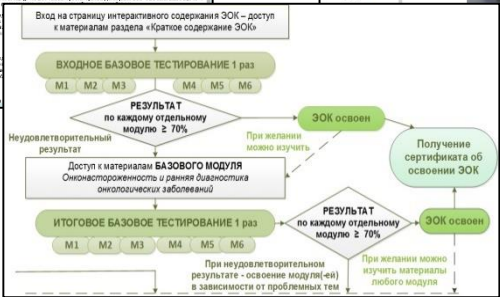 Вход на страницу интерактивного содержания ЭОК – доступ
к материалам раздела «Краткое содержание ЭОК»
ВХОДНОЕ БАЗОВОЕ ТЕСТИРОВАНИЕ 1 раз
М1 М2 М3 М4 М5 М6
РЕЗУЛЬТАТ
по каждому отдельному
модулю ≥ 70%
ЭОК освоен
Неудовлетворительный
результат
При желании
можно изучить
Получение
сертификата об
освоении ЭОК
Доступ к материалам БАЗОВОГО МОДУЛЯ
Онконастороженность и ранняя диагностика
онкологических заболеваний
ИТОГОВОЕ БАЗОВОЕ ТЕСТИРОВАНИЕ 1 раз
М1 М2 М3 М4 М5 М6
РЕЗУЛЬТАТ
по каждому отдельному
модулю ≥ 70%
ЭОК освоен
При неудовлетворительном
результате - освоение модуля(-ей)
в зависимости от проблемных тем
При желании можно
изучить материалы
любого модуля